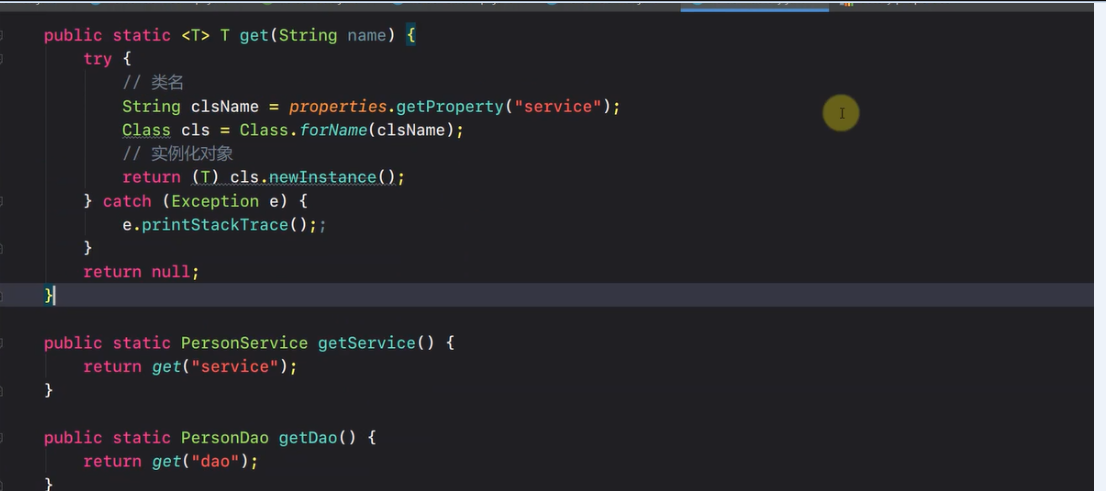 public static <T> T get(String name) {
try {
// 类名
String clsName = properties.getProperty("service");
Class cls = Class.forName(clsName);
// 实例化对象
return (T) cls.newInstance();
} catch (Exception e) {
e.printStackTrace();;
}
return null;
}
public static PersonService getService() {
return get("service");
}
public static PersonDao getDao() {
return get("dao");
}